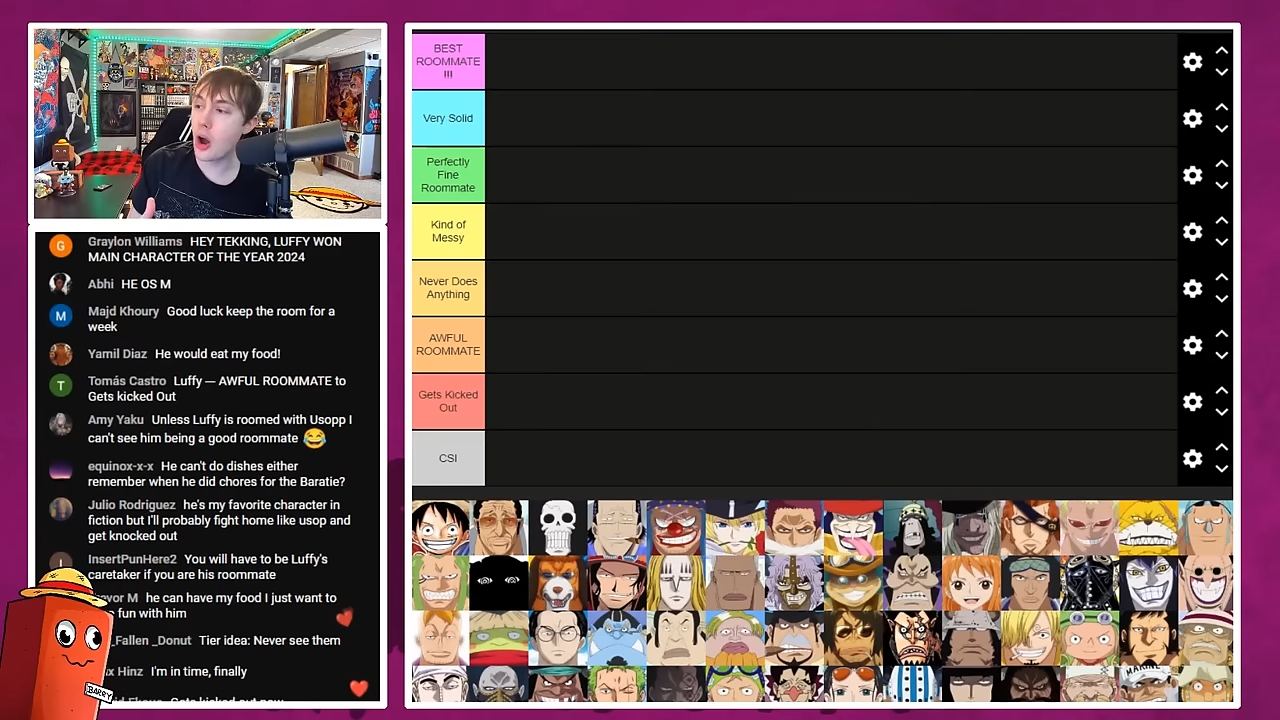 BEST
ROOMMATE
!!!
Very Solid
Perfectly
Fine
Roommate
Kind of
Messy
Never Does
Anything
AWFUL
ROOMMATE
Gets Kicked
Out
CSI
G Graylon Williams HEY TEKKING, LUFFY WON
MAIN CHARACTER OF THE YEAR 2024
Abhi HE OS M
M Majd Khoury Good luck keep the room for a
week
Yamil Diaz He would eat my food!
T Tomás Castro Luffy — AWFUL ROOMMATE to
Gets kicked Out
Amy Yaku Unless Luffy is roomed with Usopp I
can't see him being a good roommate 😂
equinox-x-x He can't do dishes either
remember when he did chores for the Baratie?
Julio Rodriguez he's my favorite character in
fiction but I'll probably fight home like usop and
get knocked out
I InsertPunHere2 You will have to be Luffy's
caretaker if you are his roommate
he can have my food I just want to
fun with him
_Fallen _Donut Tier idea: Never see them
Hinz I'm in time, finally
BARRY